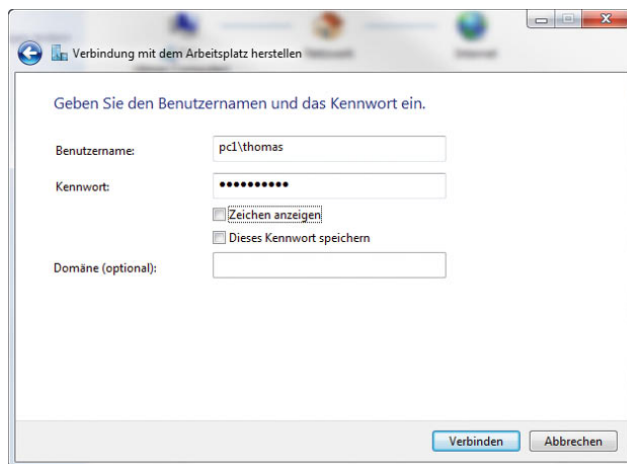 Verbindung mit dem Arbeitsplatz herstellen
Geben Sie den Benutzernamen und das Kennwort ein.
Benutzername: pc1\thomas
Kennwort: ●●●●●●●●●●
Zeichen anzeigen
Dieses Kennwort speichern
Domäne (optional):
Verbinden Abbrechen